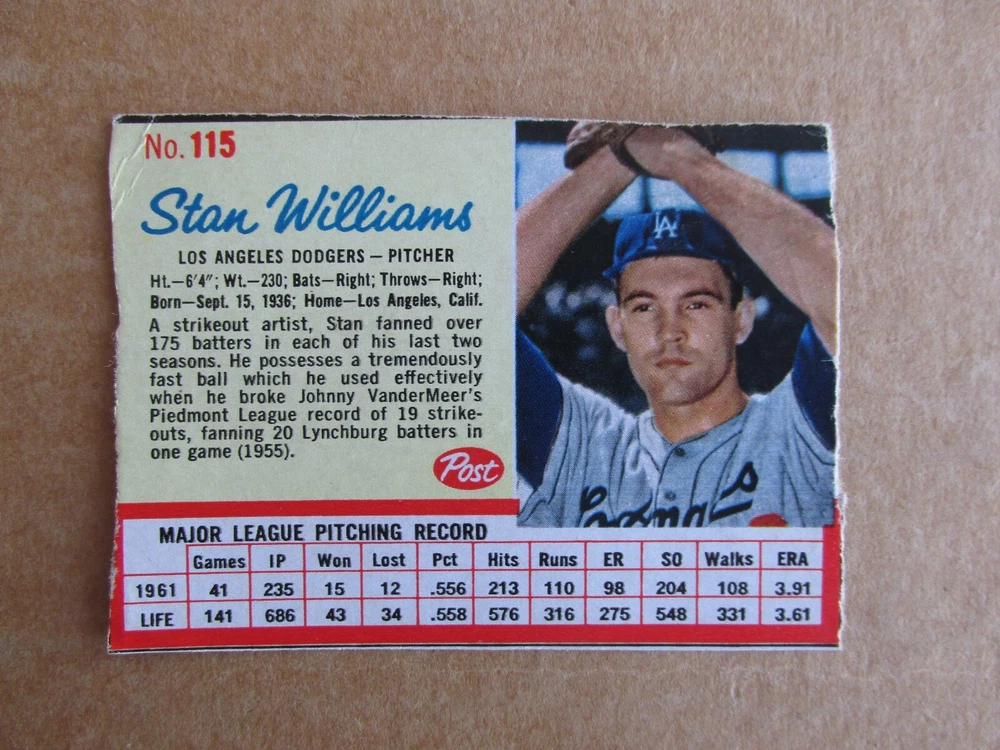 No. 115
Stan Williams
LOS ANGELES DODGERS — PITCHER
Ht.—6'4"; Wt.—230; Bats—Right; Throws—Right;
Born—Sept. 15, 1936; Home—Los Angeles, Calif.
A strikeout artist, Stan fanned over
175 batters in each of his last two
seasons. He possesses a tremendously
fast ball which he used effectively
when he broke Johnny VanderMeer's
Piedmont League record of 19 strike-
outs, fanning 20 Lynchburg batters in
one game (1955).
Post
LA
MAJOR LEAGUE PITCHING RECORD
Games IP Won Lost Pct Hits Runs ER SO Walks ERA
1961 41 235 15 12 .556 213 110 98 204 108 3.91
LIFE 141 686 43 34 .558 576 316 275 548 331 3.61